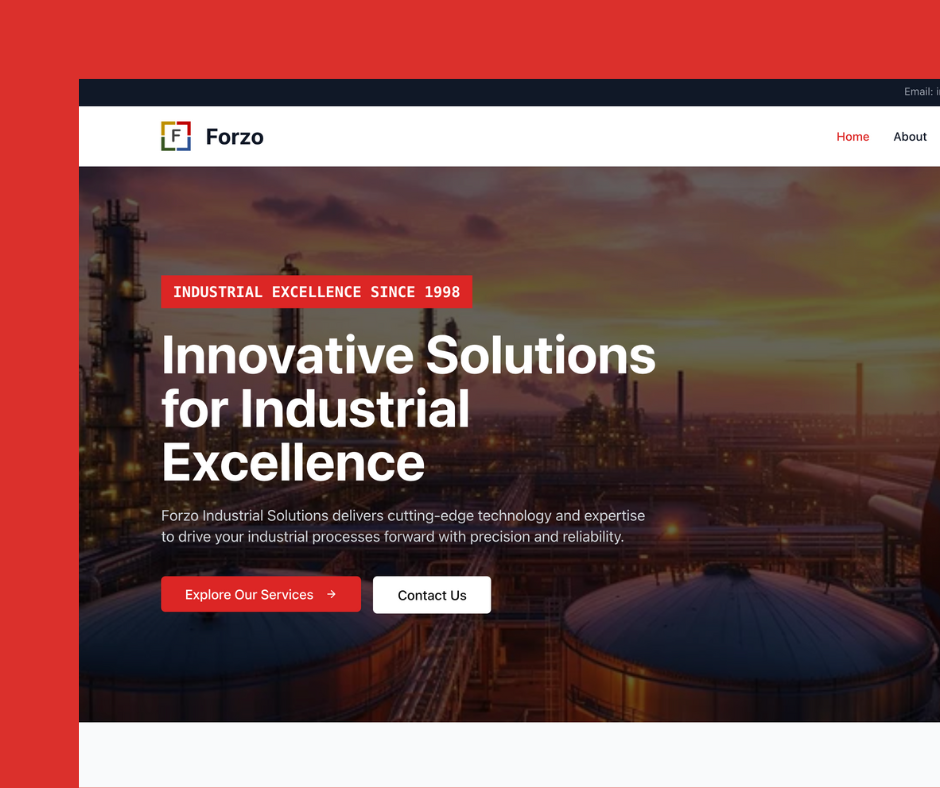 Email:
F
Forzo
Home
About
INDUSTRIAL EXCELLENCE SINCE 1998
Innovative Solutions
for Industrial
Excellence
Forzo Industrial Solutions delivers cutting-edge technology and expertise
to drive your industrial processes forward with precision and reliability.
Explore Our Services →
Contact Us